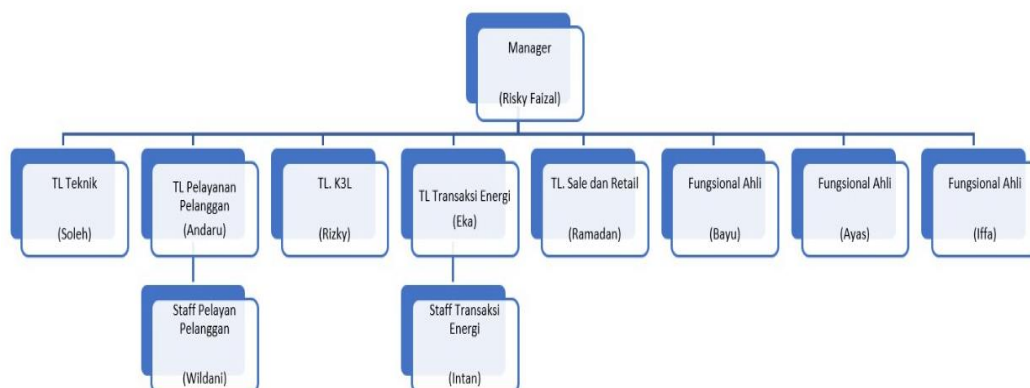 Manager
(Risky Faizal)
TL Teknik
(Soleh)
TL Pelayanan
Pelanggan
(Andaru)
TL. K3L
(Rizky)
TL Transaksi Energi
(Eka)
TL. Sale dan Retail
(Ramadan)
Fungsional Ahli
(Bayu)
Fungsional Ahli
(Ayas)
Fungsional Ahli
(Iffa)
Staff Pelayan
Pelanggan
(Wildani)
Staff Transaksi
Energi
(Intan)